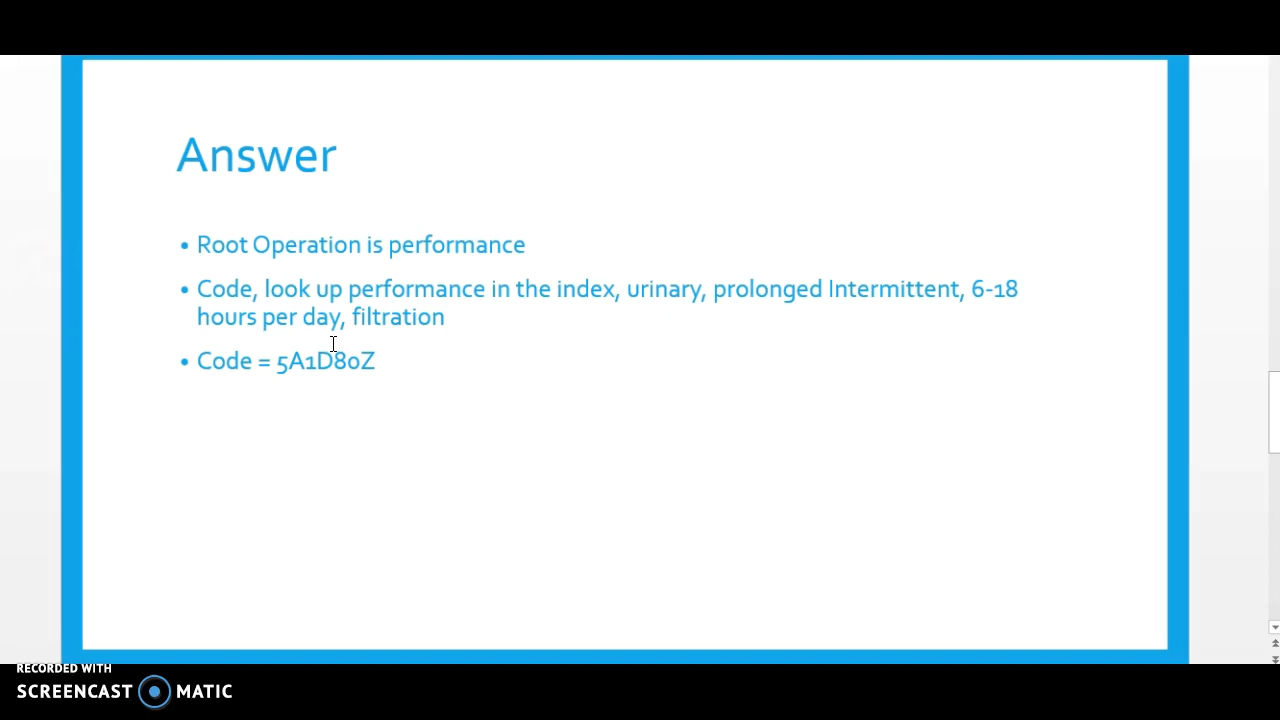 Answer
• Root Operation is performance
• Code, look up performance in the index, urinary, prolonged Intermittent, 6-18
hours per day, filtration
• Code = 5A1D80Z
RECORDED WITH
SCREENCAST MATIC